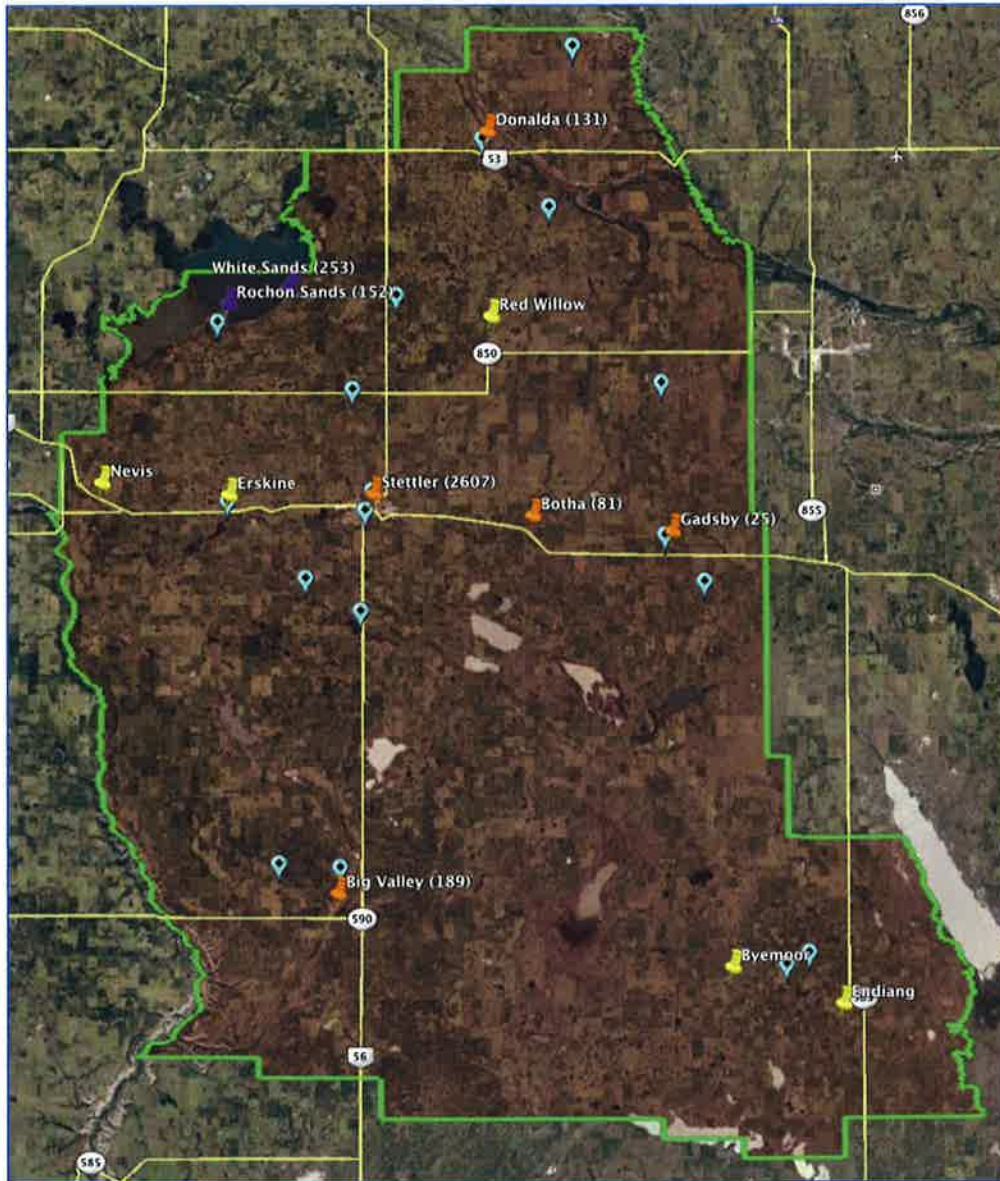 856
Donalda (131)
53
White Sands (253)
Rochon Sands (152)
Red Willow
850
Nevis
Erskine
Stettler (2607)
Botha (81)
855
Gadsby (25)
Big Valley (189)
590
Byemoor
Endiang
56
585